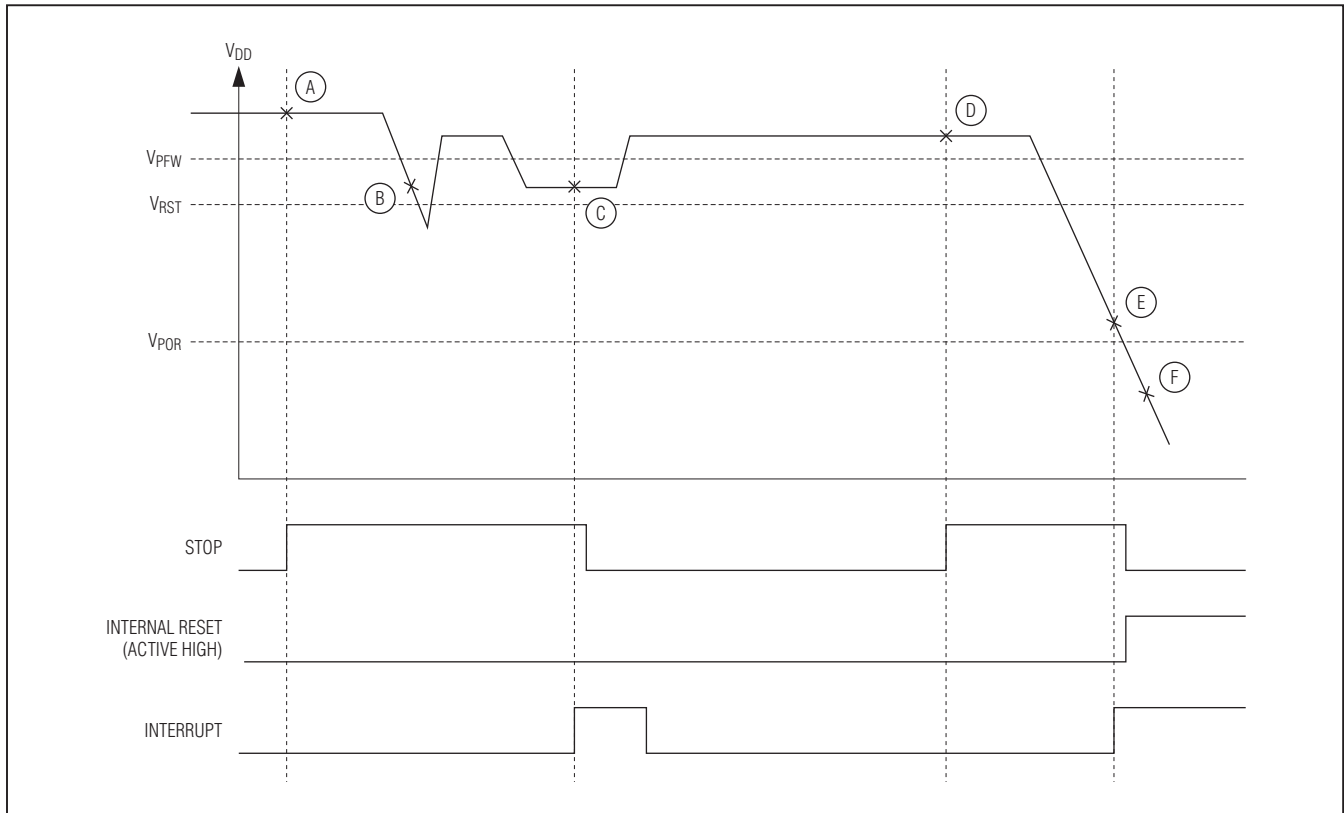 VDD
A
D
VPFW
B
VRST
C
E
VPOR
F
STOP
INTERNAL RESET
(ACTIVE HIGH)
INTERRUPT